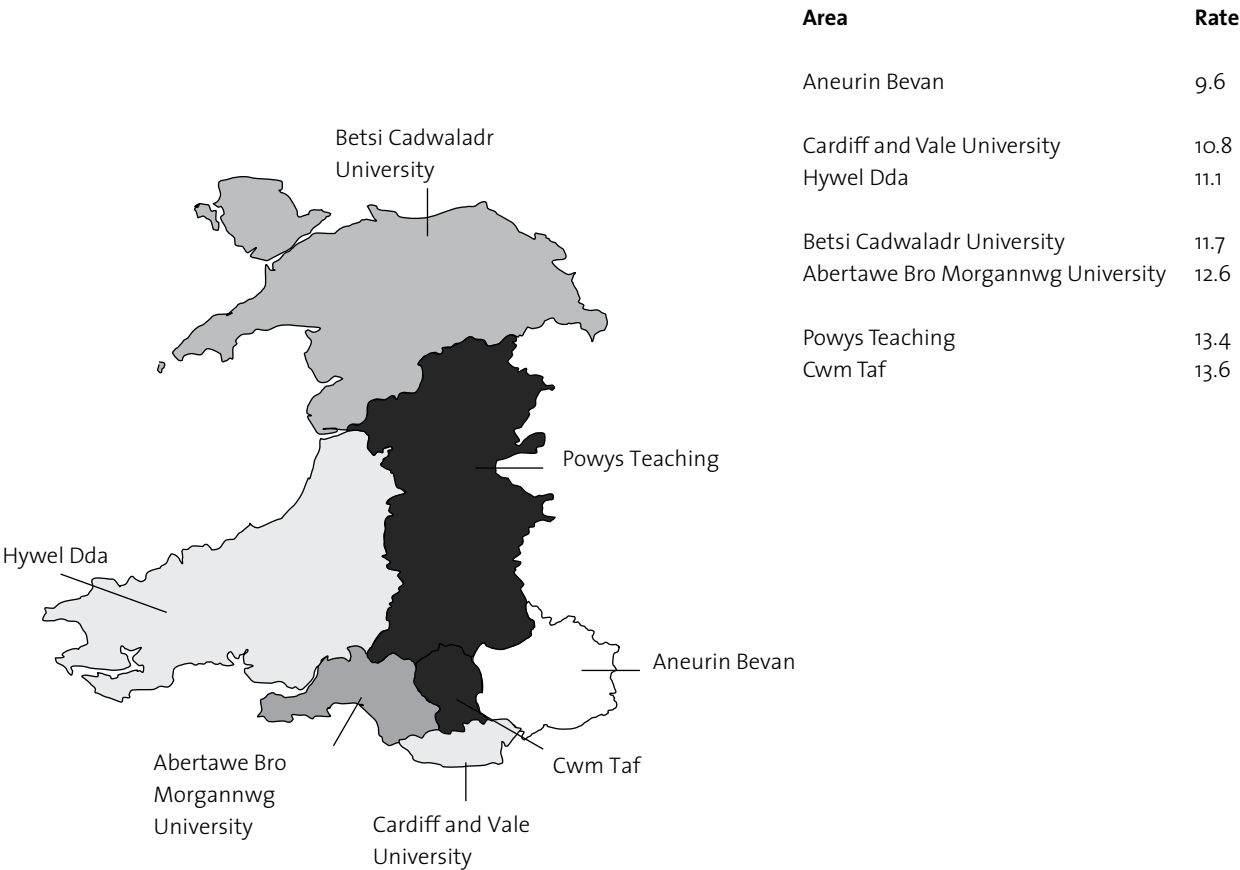 Area Rate
Aneurin Bevan 9.6
Cardiff and Vale University 10.8
Hywel Dda 11.1
Betsi Cadwaladr University 11.7
Abertawe Bro Morgannwg University 12.6
Powys Teaching 13.4
Cwm Taf 13.6
Betsi Cadwaladr
University
Powys Teaching
Hywel Dda
Aneurin Bevan
Abertawe Bro
Morgannwg
University
Cwm Taf
Cardiff and Vale
University